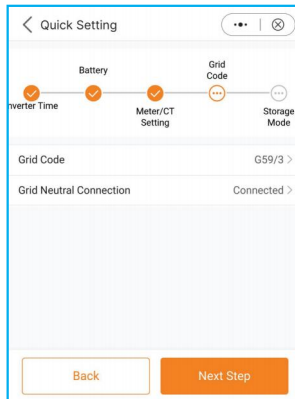 Quick Setting
Battery
Grid
Code
nverter Time
Meter/CT
Setting
Storage
Mode
Grid Code G59/3 >
Grid Neutral Connection Connected >
Back
Next Step